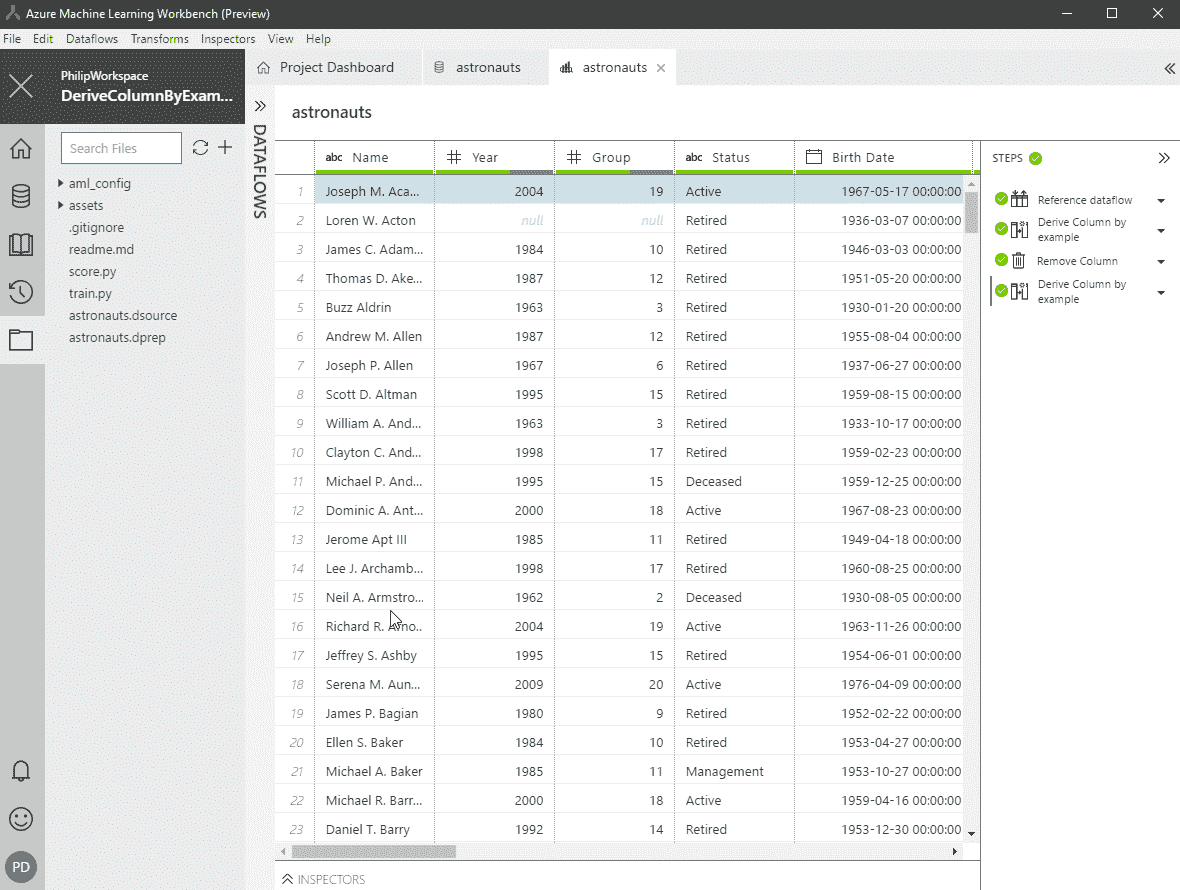 Azure Machine Learning Workbench (Preview)
File Edit Dataflows Transforms Inspectors View Help
PhilipWorkspace
DeriveColumnByExam...
Search Files
aml_config
assets
.gitignore
readme.md
score.py
train.py
astronauts.dsource
astronauts.dprep
PD
DATAFLOWS
Project Dashboard astronauts astronauts
astronauts
abc Name # Year # Group abc Status Birth Date
1 Joseph M. Aca... 2004 19 Active 1967-05-17 00:00:00
2 Loren W. Acton null null Retired 1936-03-07 00:00:00
3 James C. Adam... 1984 10 Retired 1946-03-03 00:00:00
4 Thomas D. Ake... 1987 12 Retired 1951-05-20 00:00:00
5 Buzz Aldrin 1963 3 Retired 1930-01-20 00:00:00
6 Andrew M. Allen 1987 12 Retired 1955-08-04 00:00:00
7 Joseph P. Allen 1967 6 Retired 1937-06-27 00:00:00
8 Scott D. Altman 1995 15 Retired 1959-08-15 00:00:00
9 William A. And... 1963 3 Retired 1933-10-17 00:00:00
10 Clayton C. And... 1998 17 Retired 1959-02-23 00:00:00
11 Michael P. And... 1995 15 Deceased 1959-12-25 00:00:00
12 Dominic A. Ant... 2000 18 Active 1967-08-23 00:00:00
13 Jerome Apt III 1985 11 Retired 1949-04-18 00:00:00
14 Lee J. Archamb... 1998 17 Retired 1960-08-25 00:00:00
15 Neil A. Armstro... 1962 2 Deceased 1930-08-05 00:00:00
16 Richard R. Arno.. 2004 19 Active 1963-11-26 00:00:00
17 Jeffrey S. Ashby 1995 15 Retired 1954-06-01 00:00:00
18 Serena M. Aun... 2009 20 Active 1976-04-09 00:00:00
19 James P. Bagian 1980 9 Retired 1952-02-22 00:00:00
20 Ellen S. Baker 1984 10 Retired 1953-04-27 00:00:00
21 Michael A. Baker 1985 11 Management 1953-10-27 00:00:00
22 Michael R. Barr... 2000 18 Active 1959-04-16 00:00:00
23 Daniel T. Barry 1992 14 Retired 1953-12-30 00:00:00
INSPECTORS
STEPS
Reference dataflow
Derive Column by
example
Remove Column
Derive Column by
example